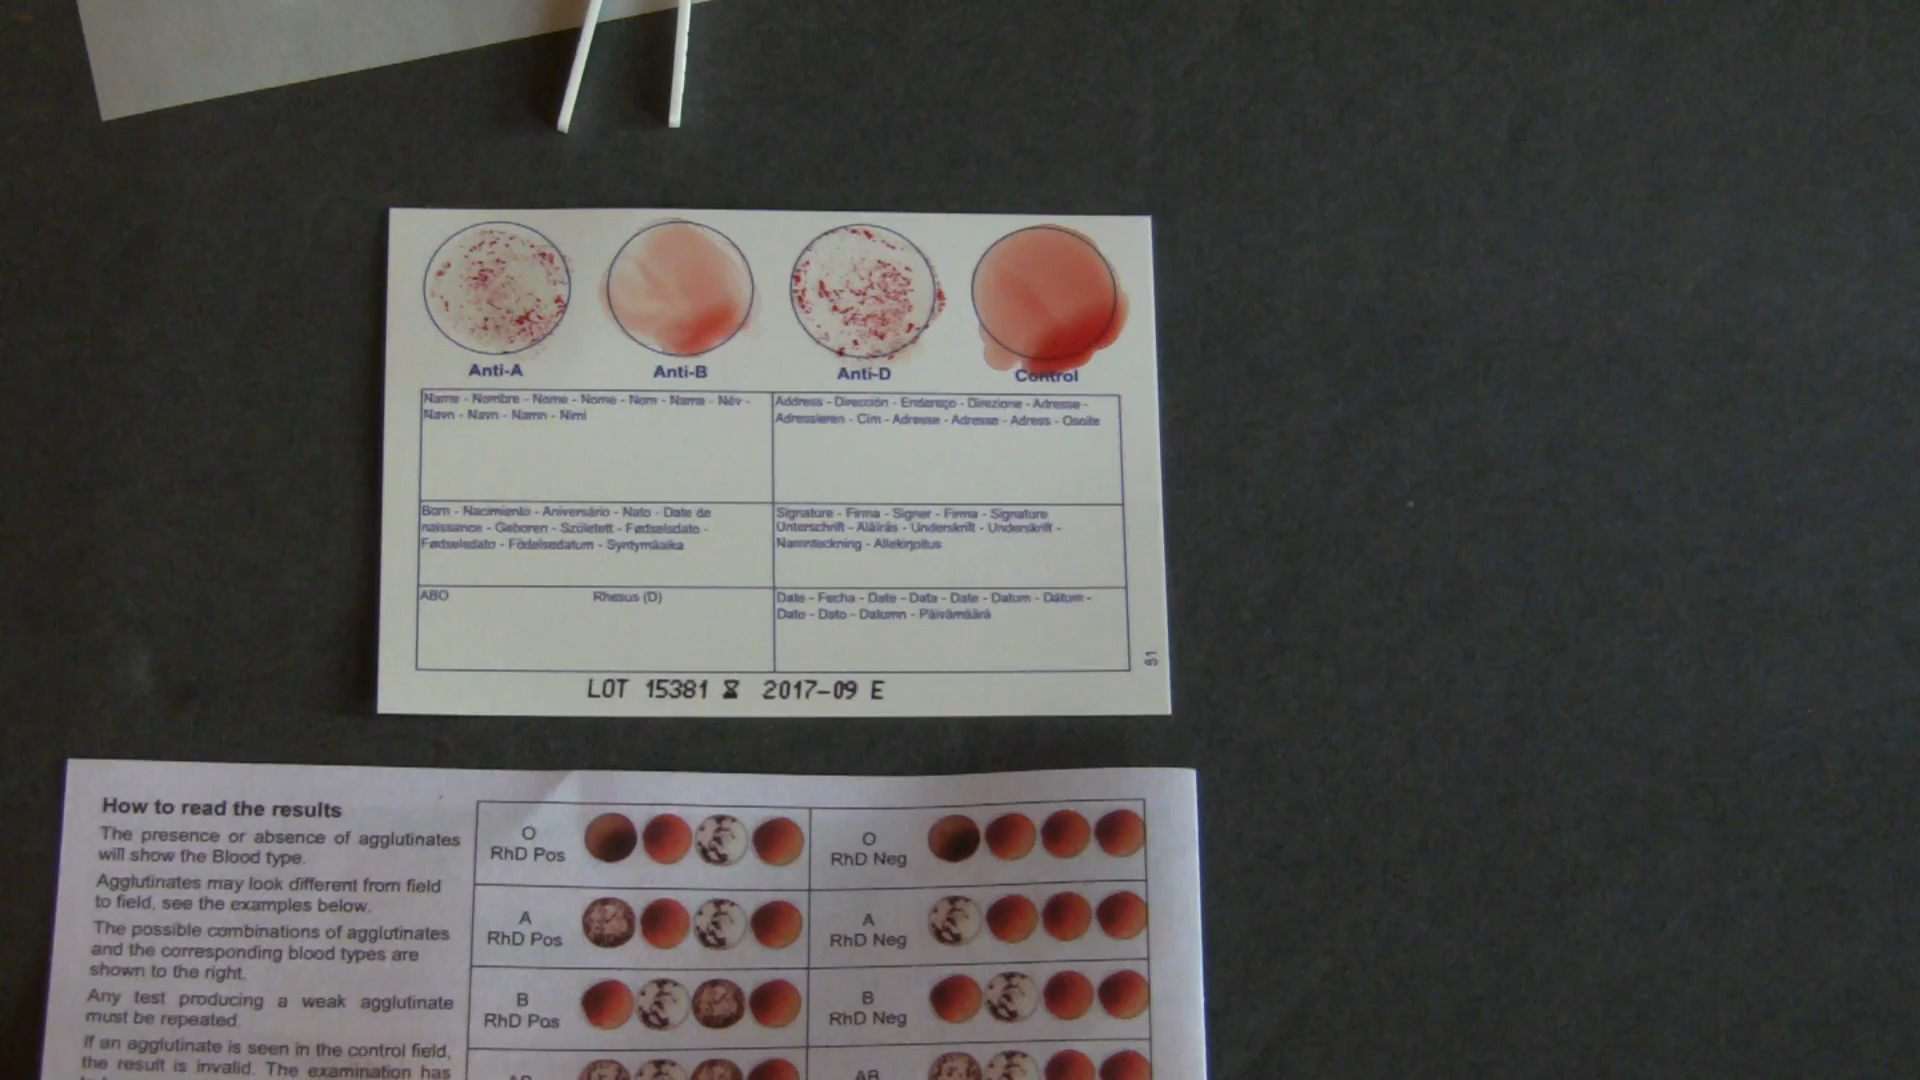 Anti-A
Anti-B
Anti-D
Control
Name - Nombre - Nome - Nome - Nom - Name - Név -
Navn - Navn - Namn - Nimi
Address - Dirección - Endereço - Direzione - Adresse -
Adressieren - Cím - Adresse - Adresse - Adress - Osoite
Born - Nacimiento - Aniversário - Nato - Date de
naissance - Geboren - Született - Fødselsdato -
Fødselsdato - Födelsedatum - Syntymäaika
Signature - Firma - Signer - Firma - Signature
Unterschrift - Aláírás - Underskrift - Underskrift -
Namnteckning - Allekirjoitus
ABO
Rhesus (D)
Date - Fecha - Date - Data - Date - Datum - Dátum -
Dato - Dato - Datumn - Päivämäärä
51
LOT 15381 2017-09 E
How to read the results
The presence or absence of agglutinates
will show the Blood type.
Agglutinates may look different from field
to field, see the examples below.
The possible combinations of agglutinates
and the corresponding blood types are
shown to the right.
Any test producing a weak agglutinate
must be repeated.
If an agglutinate is seen in the control field,
the result is invalid. The examination has
O
RhD Pos
O
RhD Neg
A
RhD Pos
A
RhD Neg
B
RhD Pos
B
RhD Neg
AB
AB